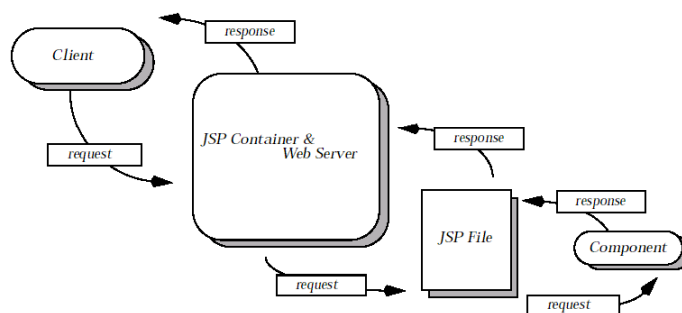 response
Client
JSP Container &
Web Server
response
request
response
JSP File
Component
request
request